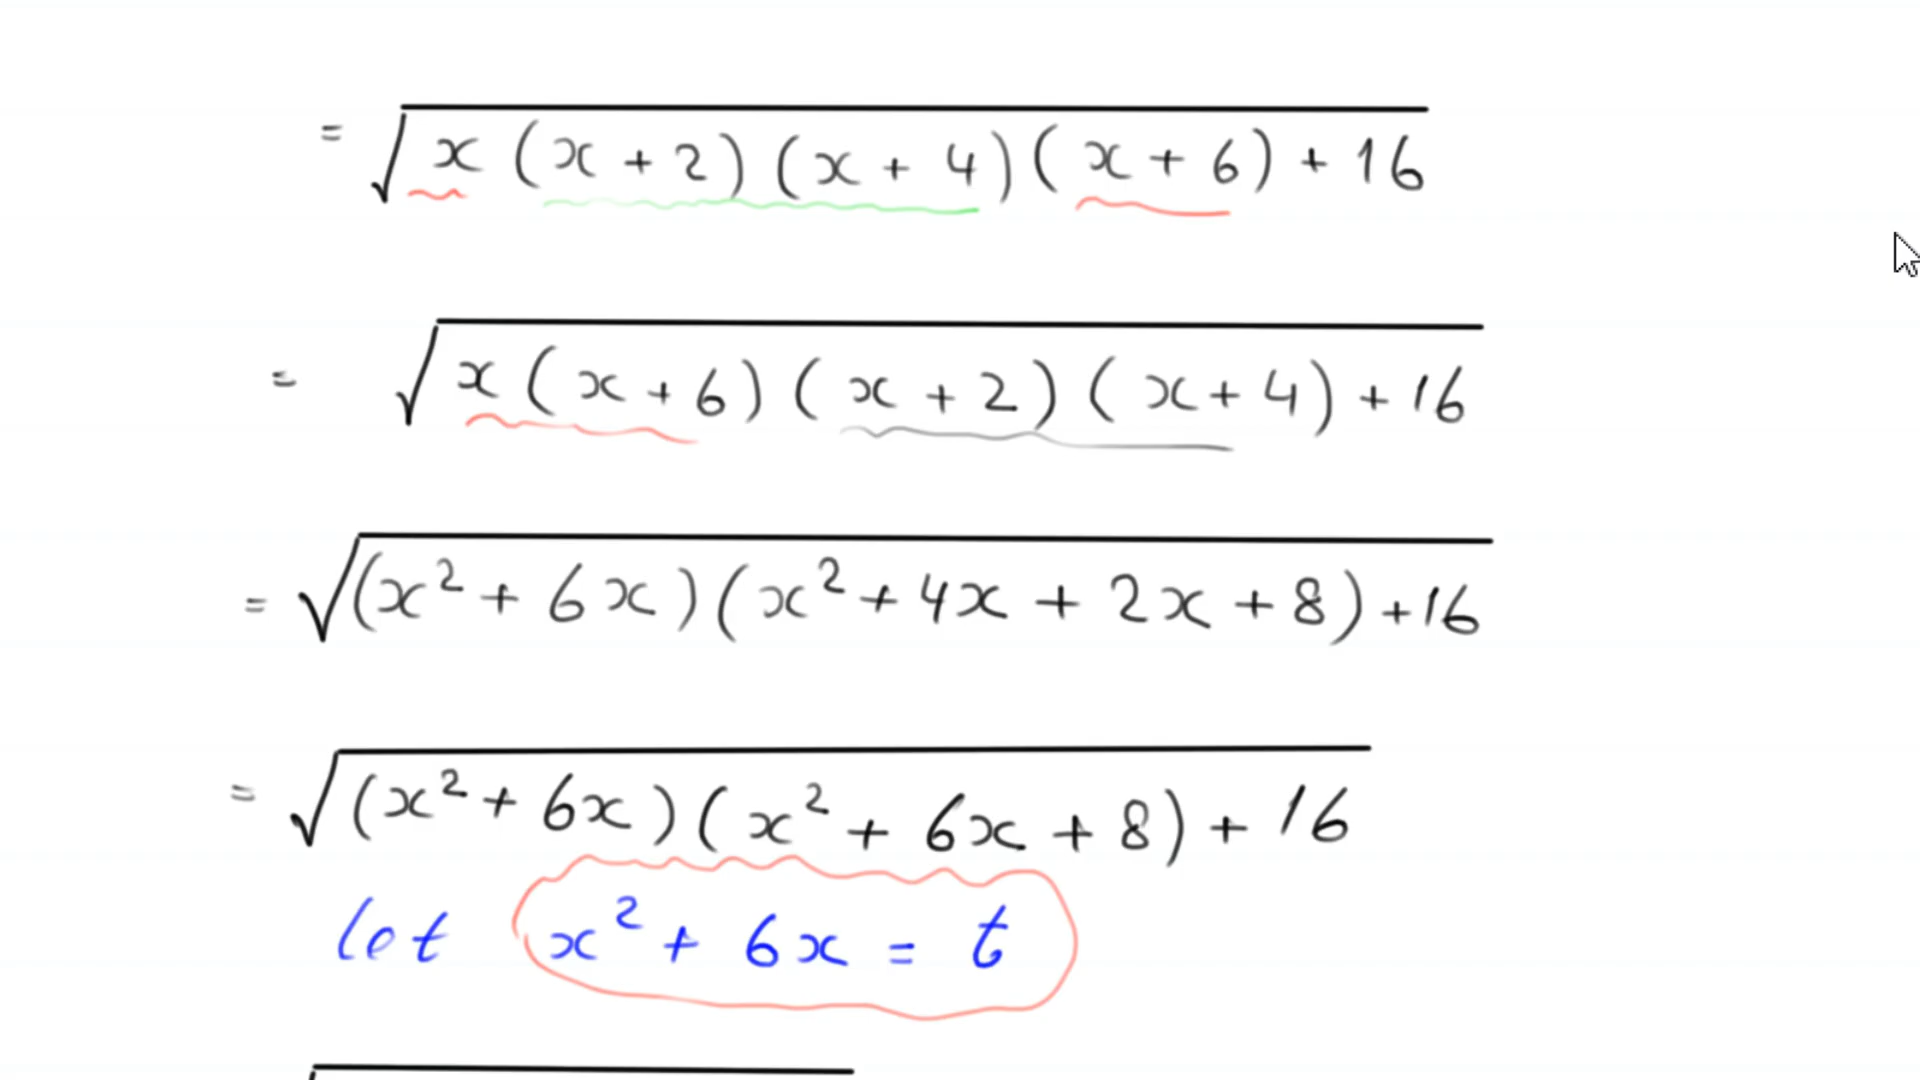 = √x(x+2)(x+4)(x+6)+16
= √x(x+6)(x+2)(x+4)+16
= √(x²+6x)(x²+4x+2x+8)+16
= √(x²+6x)(x²+6x+8)+16
let x²+6x=t